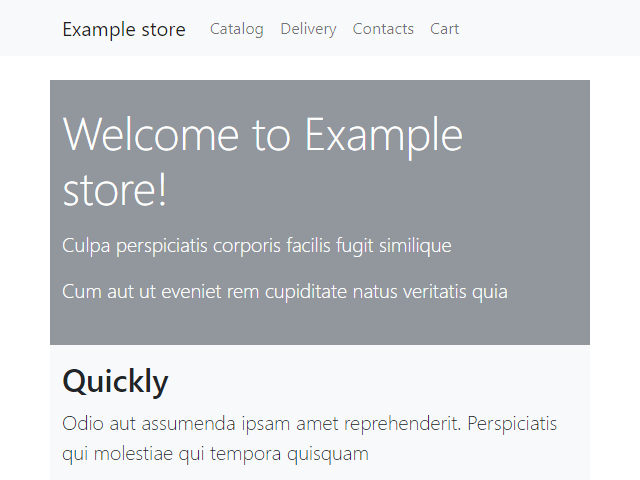 Example store Catalog Delivery Contacts Cart
Welcome to Example
store!
Culpa perspiciatis corporis facilis fugit similique
Cum aut ut eveniet rem cupiditate natus veritatis quia
Quickly
Odio aut assumenda ipsam amet reprehenderit. Perspiciatis
qui molestiae qui tempora quisquam